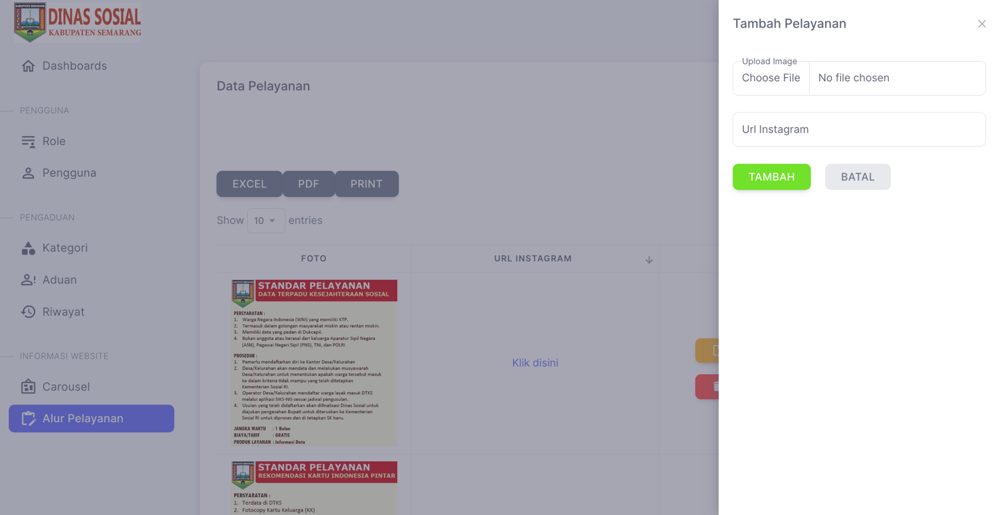 KABUPATEN SEMARANG
DINAS SOSIAL
KABUPATEN SEMARANG
Dashboards
PENGGUNA
Role
Pengguna
PENGADUAN
Kategori
Aduan
Riwayat
INFORMASI WEBSITE
Carousel
Alur Pelayanan
Data Pelayanan
EXCEL PDF PRINT
Show 10 entries
FOTO URL INSTAGRAM
STANDAR PELAYANAN
DATA TERPADU KESEJAHTERAAN SOSIAL
PERSYARATAN :
1. Warga Negara Indonesia (WNI) yang memiliki KTP.
2. Termasuk dalam golongan masyarakat miskin atau rentan miskin.
3. Memiliki data yang padan di Dukcapil.
4. Bukan anggota atau berasal dari keluarga Aparatur Sipil Negara
(ASN), Pegawai Negeri Sipil (PNS), TNI, dan POLRI
PROSEDUR :
1. Pemerlu mendaftarkan diri ke Kantor Desa/Kelurahan
2. Desa/Kelurahan akan mendata dan melakukan musyawarah
Desa/Kelurahan untuk menentukan apakah warga tersebut masuk
ke dalam kriteria tidak mampu yang telah ditetapkan
Kementerian Sosial RI.
3. Operator Desa/Kelurahan mendaftar warga layak masuk DTKS
melalui aplikasi SIKS-NG sesuai jadwal pengusulan.
4. Usulan yang telah didaftarkan akan difinalisasi Dinas Sosial untuk
diajukan pengesahan Bupati untuk diteruskan ke Kementerian
Sosial RI untuk diproses dan di tetapkan SK baru.
JANGKA WAKTU : 1 Bulan
BIAYA/TARIF : GRATIS
PRODUK LAYANAN : Informasi Data
Klik disini
STANDAR PELAYANAN
REKOMENDASI KARTU INDONESIA PINTAR
PERSYARATAN :
1. Terdata di DTKS
2. Fotocopy Kartu Keluarga (KK)
Tambah Pelayanan
Upload Image
Choose File No file chosen
Url Instagram
TAMBAH BATAL